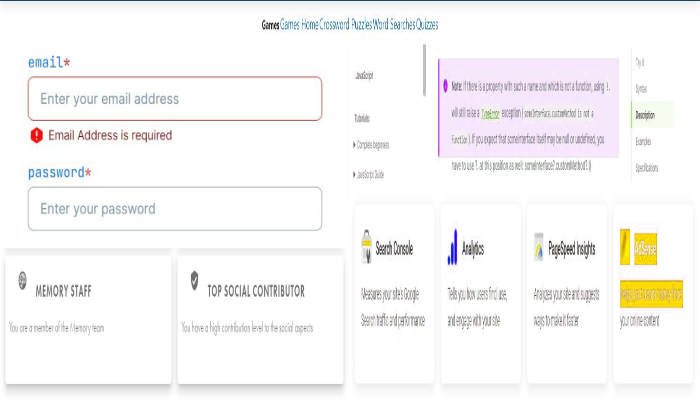 Games Games Home Crossword Puzzles Word Searches Quizzes
email*
Enter your email address
Email Address is required
password*
Enter your password
JavaScript
Tutorials:
Complete beginners
JavaScript Guide
Note: If there is a property with such a name and which is not a function, using ?.
will still raise a TypeError exception (someInterface.customMethod is not a
function). If you expect that someInterface itself may be null or undefined, you
have to use ?. at this position as well: someInterface?.customMethod?.()
Try it
Syntax
Description
Examples
Specifications
MEMORY STAFF
You are a member of the Memory team
TOP SOCIAL CONTRIBUTOR
You have a high contribution level to the social aspects
Search Console
Measures your site's Google
Search traffic and performance
Analytics
Tells you how users find, use,
and engage with your site
PageSpeed Insights
Analyzes your site and suggests
ways to make it faster
AdSense
your online content